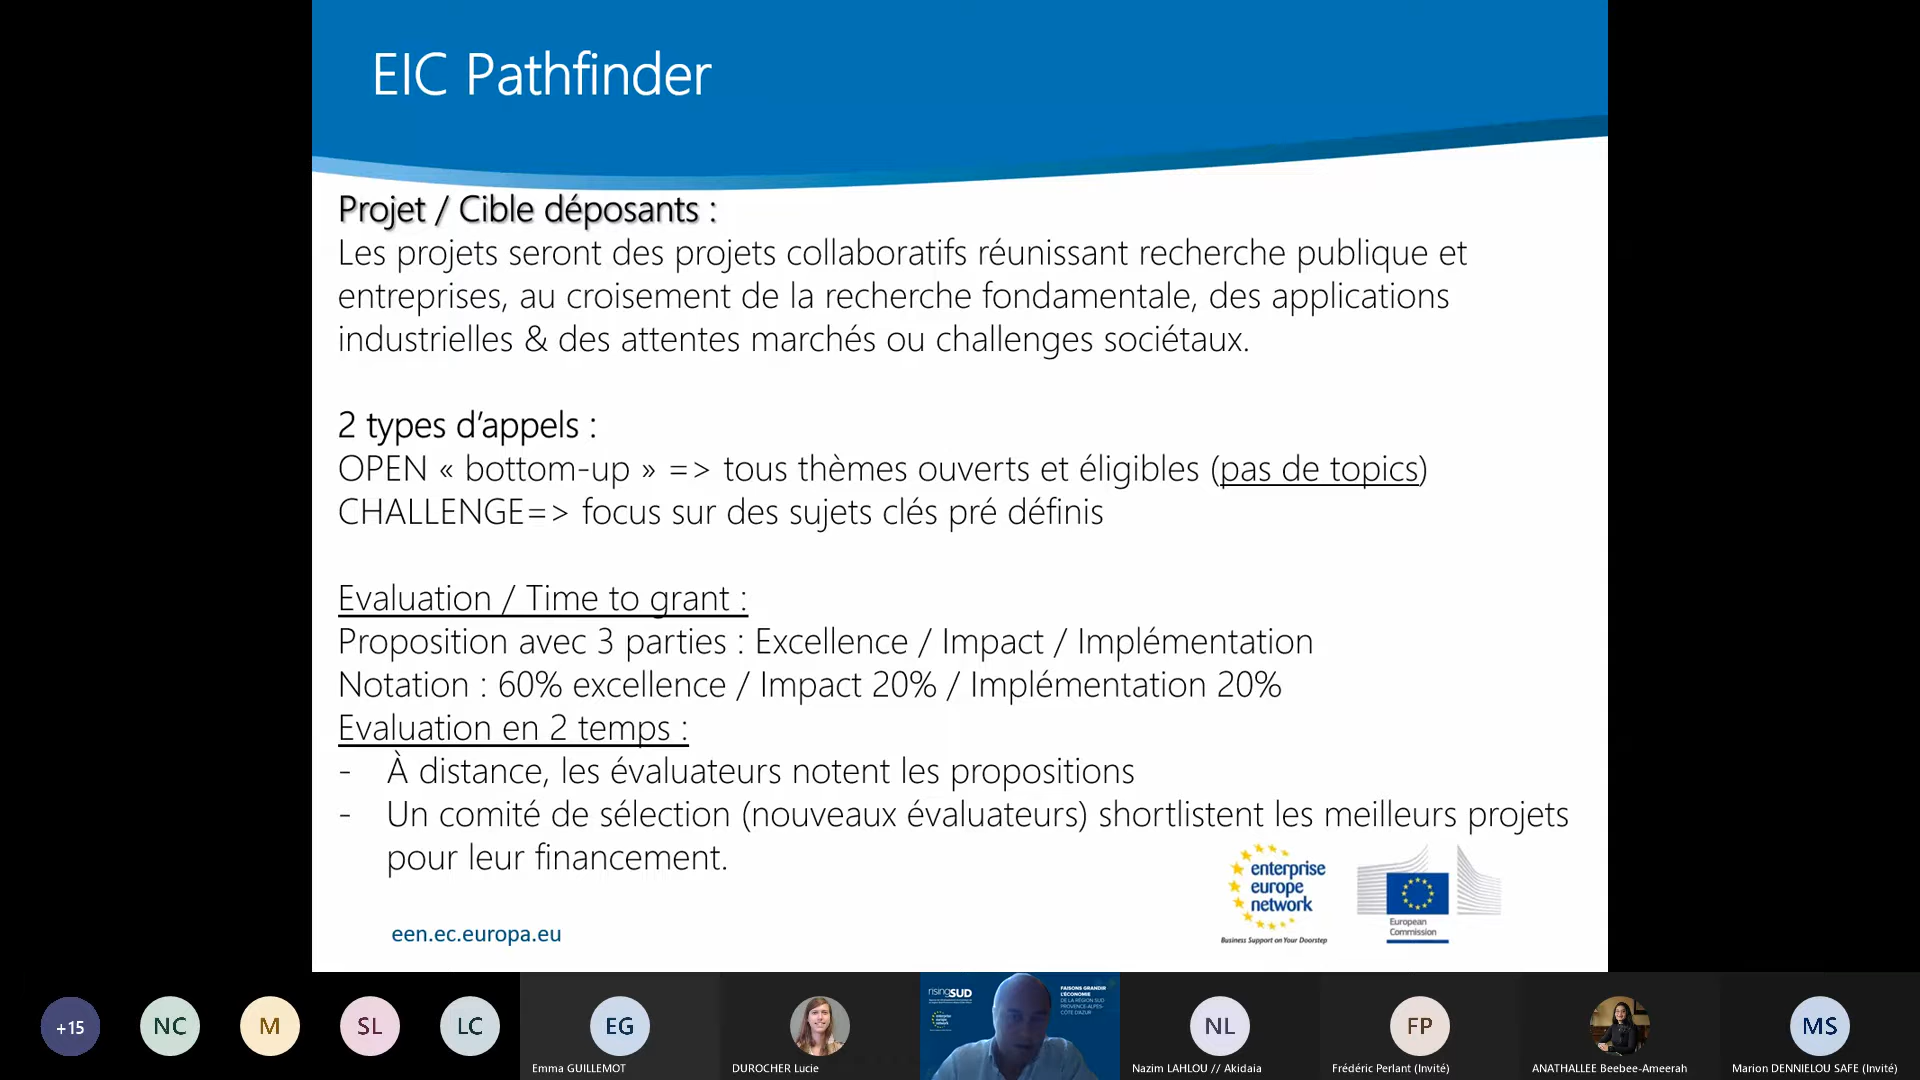 EIC Pathfinder
Projet / Cible déposants :
Les projets seront des projets collaboratifs réunissant recherche publique et
entreprises, au croisement de la recherche fondamentale, des applications
industrielles & des attentes marchés ou challenges sociétaux.
2 types d’appels :
OPEN « bottom-up » => tous thèmes ouverts et éligibles (pas de topics)
CHALLENGE=> focus sur des sujets clés pré définis
Evaluation / Time to grant :
Proposition avec 3 parties : Excellence / Impact / Implémentation
Notation : 60% excellence / Impact 20% / Implémentation 20%
Evaluation en 2 temps :
- À distance, les évaluateurs notent les propositions
- Un comité de sélection (nouveaux évaluateurs) shortlistent les meilleurs projets
pour leur financement.
enterprise
europe
network
Business Support on Your Doorstep
European
Commission
een.ec.europa.eu
+15
NC
M
SL
LC
EG
Emma GUILLEMOT
DUROCHER Lucie
risingSUD
FAISONS GRANDIR
L'ÉCONOMIE
DE LA RÉGION SUD
PROVENCE-ALPES-
CÔTE D'AZUR
NL
Nazim LAHLOU // Akidaia
FP
Frédéric Perlant (Invité)
ANATHALLEE Beebee-Ameerah
MS
Marion DENNIELOU SAFE (Invité)